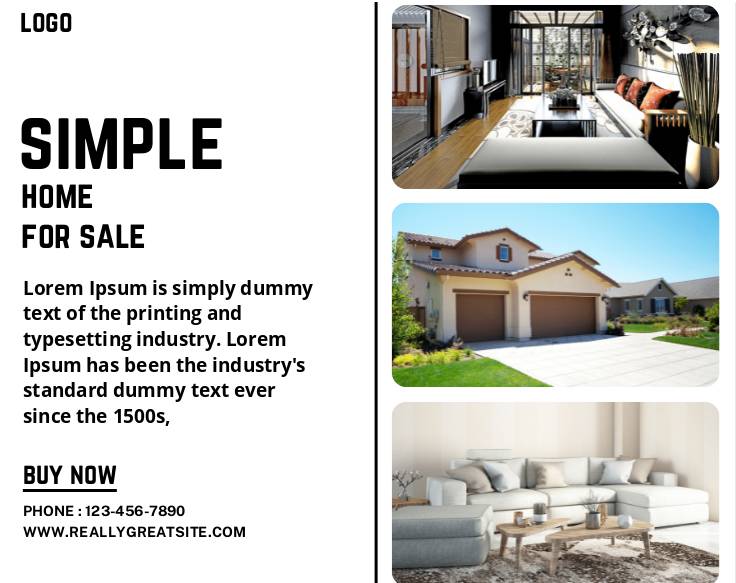 LOGO
SIMPLE
HOME
FOR SALE
Lorem Ipsum is simply dummy
text of the printing and
typesetting industry. Lorem
Ipsum has been the industry's
standard dummy text ever
since the 1500s,
BUY NOW
PHONE : 123-456-7890
WWW.REALLYGREATSITE.COM